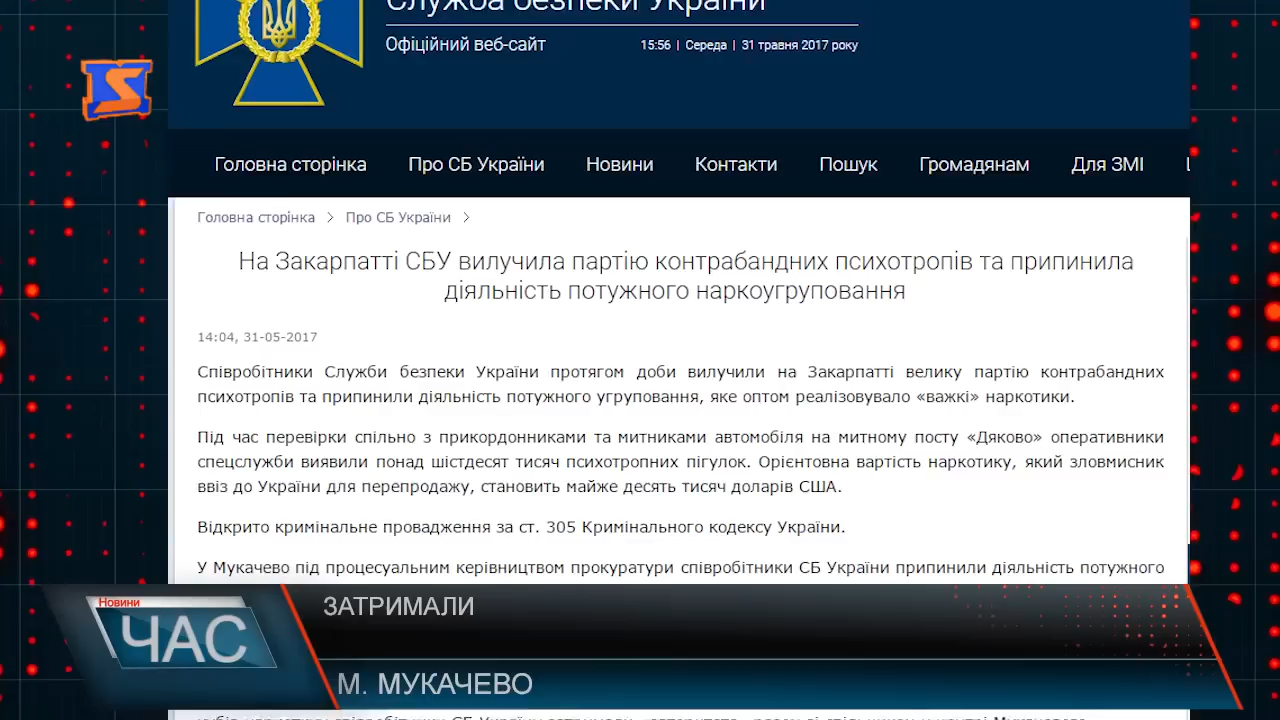 Служба безпеки України
Офіційний веб-сайт
15:56 | Середа | 31 травня 2017 року
Головна сторінка Про СБ України Новини Контакти Пошук Громадянам Для ЗМІ
Головна сторінка > Про СБ України >
На Закарпатті СБУ вилучила партію контрабандних психотропів та припинила
діяльність потужного наркоугруповання
14:04, 31-05-2017
Співробітники Служби безпеки України протягом доби вилучили на Закарпатті велику партію контрабандних
психотропів та припинили діяльність потужного угруповання, яке оптом реалізовувало «важкі» наркотики.
Під час перевірки спільно з прикордонниками та митниками автомобіля на митному посту «Дяково» оперативники
спецслужби виявили понад шістдесят тисяч психотропних пігулок. Орієнтовна вартість наркотику, який зловмисник
ввіз до України для перепродажу, становить майже десять тисяч доларів США.
Відкрито кримінальне провадження за ст. 305 Кримінального кодексу України.
У Мукачево під процесуальним керівництвом прокуратури співробітники СБ України припинили діяльність потужного
Новини
ЧАС
ЗАТРИМАЛИ
М. МУКАЧЕВО